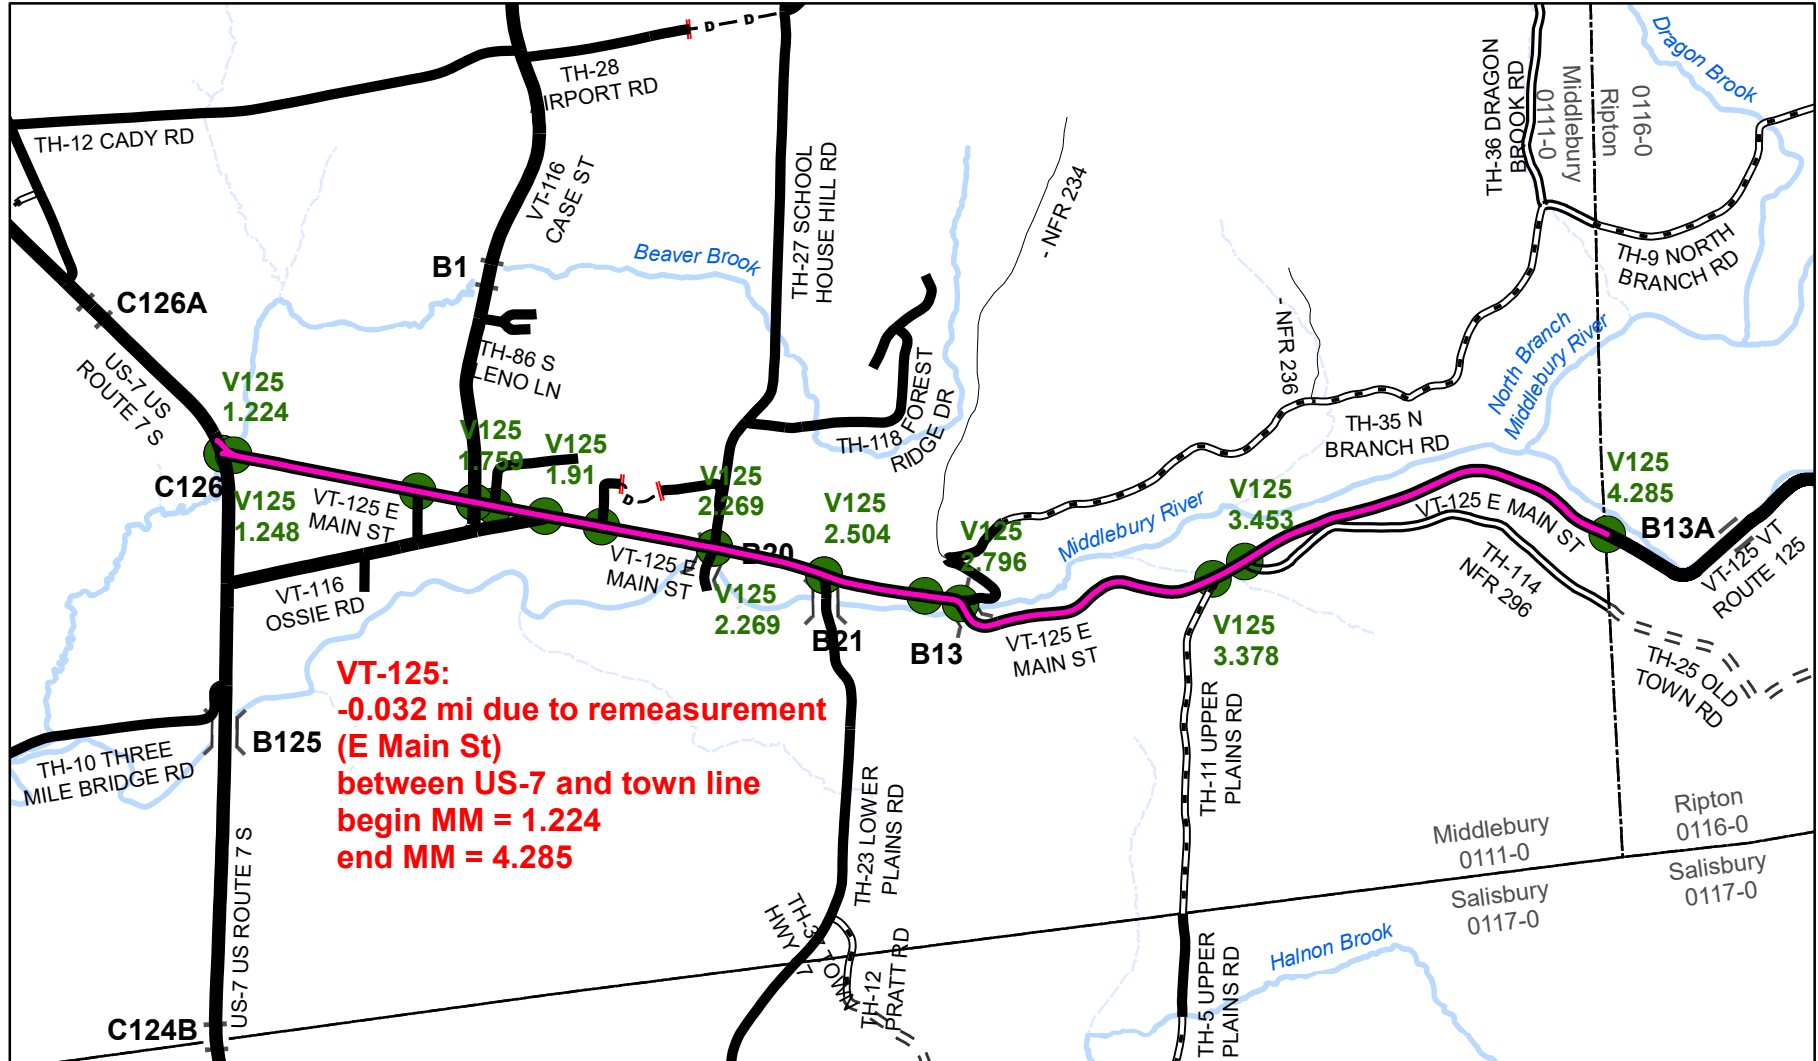 D D
TH-28
IRPORT RD
TH-12 CADY RD
VT-116
CASE ST
TH-27 SCHOOL
HOUSE HILL RD
- NFR 234
TH-36 DRAGON
BROOK RD
Middlebury
0111-0
0116-0
Ripton
Dragon Brook
TH-9 NORTH
BRANCH RD
Beaver Brook
B1
C126A
US-7 US
ROUTE 7 S
TH-86 S
LENO LN
- NFR 236
North Branch
Middlebury River
TH-118 FOREST
RIDGE DR
TH-35 N
BRANCH RD
V125
1.224
V125
1.759
V125
1.91
V125
2.269
V125
2.504
V125
2.796
V125
3.453
V125
4.285
C126
V125
1.248
VT-125 E
MAIN ST
D
VT-125 E
MAIN ST
B20
Middlebury River
VT-125 E MAIN ST
B13A
VT-125 VT
ROUTE 125
TH-114
NFR 296
VT-116
OSSIE RD
V125
2.269
B21
B13
VT-125 E
MAIN ST
V125
3.378
TH-25 OLD
TOWN RD
VT-125:
-0.032 mi due to remeasurement
(E Main St)
between US-7 and town line
begin MM = 1.224
end MM = 4.285
B125
TH-10 THREE
MILE BRIDGE RD
TH-11 UPPER
PLAINS RD
TH-23 LOWER
PLAINS RD
US-7 US ROUTE 7 S
Middlebury
0111-0
Ripton
0116-0
Salisbury
0117-0
Salisbury
0117-0
TOWN
HWY
TH-12
PRATT RD
Halnon Brook
TH-5 UPPER
PLAINS RD
C124B